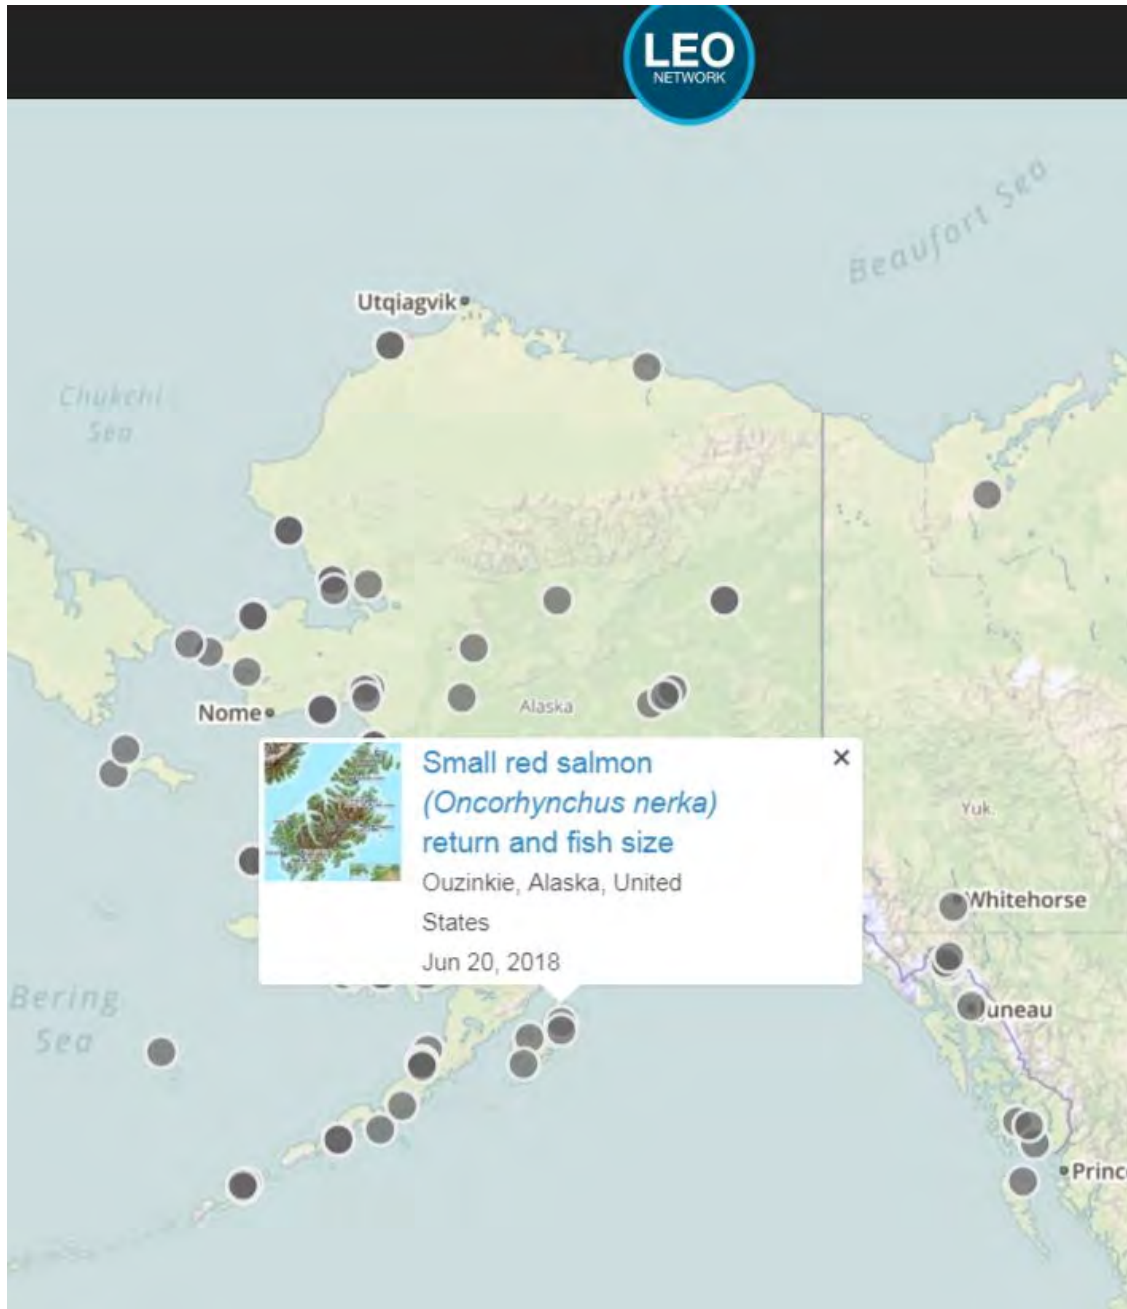 LEO
NETWORK
Beaufort Sea
Utqiagvik
Chukchi
Sea
Nome
Alaska
Small red salmon
(Oncorhynchus nerka)
return and fish size
Ouzinkie, Alaska, United
States
Jun 20, 2018
Yuk.
Whitehorse
Bering
Sea
Juneau
Princ